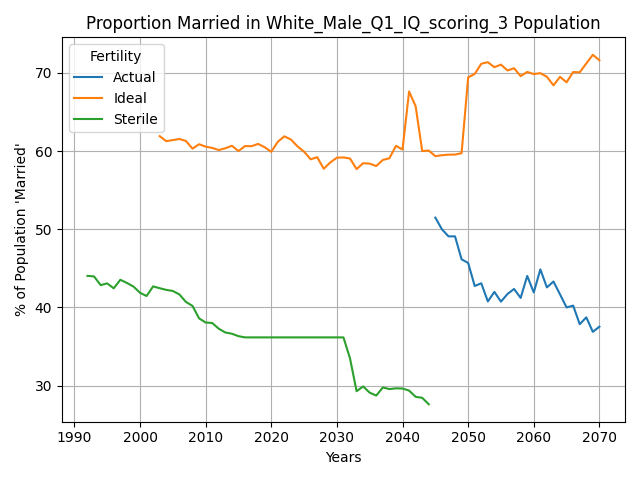 Proportion Married in White_Male_Q1_IQ_scoring_3 Population
Fertility
Actual
Ideal
Sterile
% of Population 'Married'
70
60
50
40
30
1990 2000 2010 2020 2030 2040 2050 2060 2070
Years